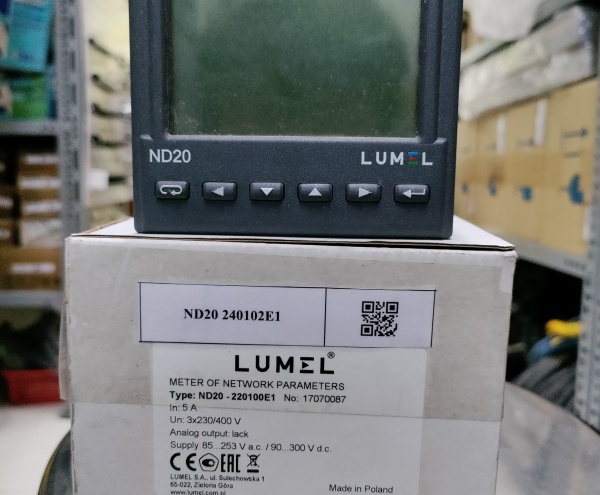 ND20
LUMEL
ND20 240102E1
LUMEL®
METER OF NETWORK PARAMETERS
Type: ND20 - 220100E1 No: 17070087
In: 5 A
Un: 3x230/400 V
Analog output: lack
Supply 85...253 V a.c. / 90...300 V d.c.
CE EAC
LUMEL S.A., ul. Sulechowska 1
65-022, Zielona Góra
www.lumel.com.pl
Made in Poland